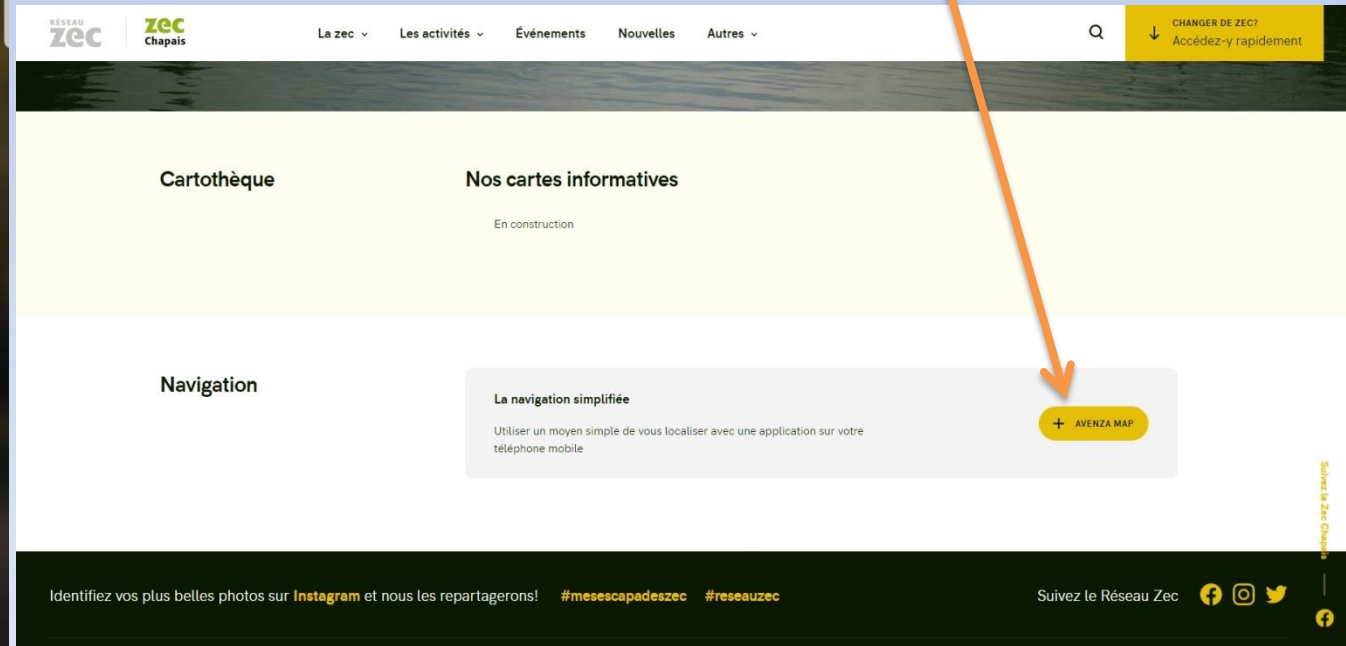 RÉSEAU
zec
zec
Chapais
La zec
Les activités
Événements
Nouvelles
Autres
CHANGER DE ZEC?
Accédez-y rapidement
Cartothèque
Nos cartes informatives
En construction
Navigation
La navigation simplifiée
Utiliser un moyen simple de vous localiser avec une application sur votre
téléphone mobile
+ AVENZA MAP
Suivez la Zec Chapais
Identifiez vos plus belles photos sur Instagram et nous les repartagerons! #mesescapadeszec #reseauzec
Suivez le Réseau Zec